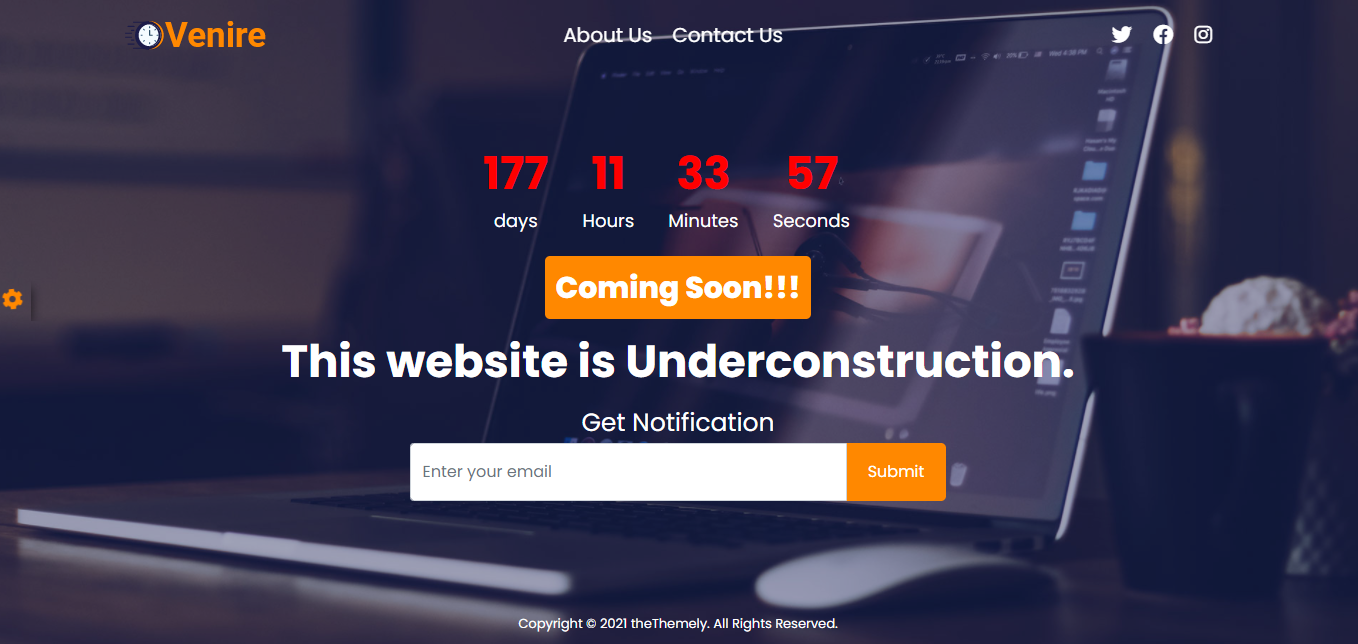 Venire
About Us Contact Us
177 11 33 57
days Hours Minutes Seconds
Coming Soon!!!
This website is Underconstruction.
Get Notification
Enter your email Submit
Copyright © 2021 theThemely. All Rights Reserved.